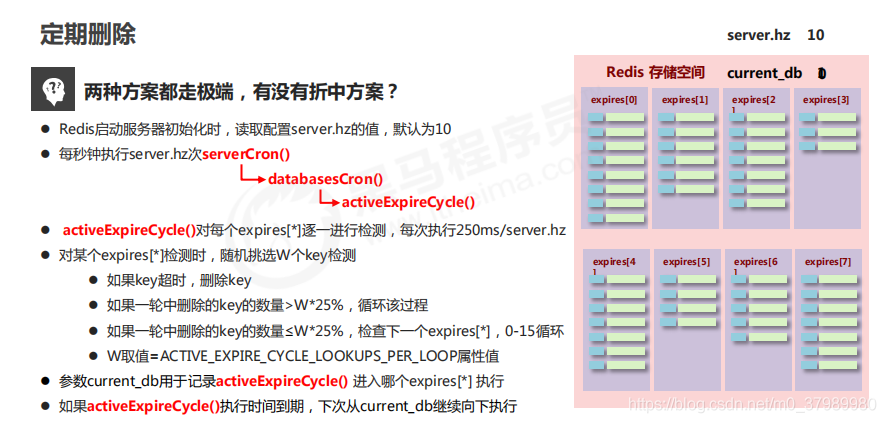 定期删除
server.hz 10
两种方案都走极端，有没有折中方案？
Redis启动服务器初始化时，读取配置server.hz的值，默认为10
每秒钟执行server.hz次serverCron()
databasesCron()
activeExpireCycle()
activeExpireCycle()对每个expires[*]逐一进行检测，每次执行250ms/server.hz
对某个expires[*]检测时，随机挑选W个key检测
如果key超时，删除key
如果一轮中删除的key的数量>W*25%，循环该过程
如果一轮中删除的key的数量≤W*25%，检查下一个expires[*]，0-15循环
W取值=ACTIVE_EXPIRE_CYCLE_LOOKUPS_PER_LOOP属性值
参数current_db用于记录activeExpireCycle() 进入哪个expires[*] 执行
如果activeExpireCycle()执行时间到期，下次从current_db继续向下执行
Redis 存储空间 current_db
expires[0] expires[1] expires[2] expires[3]
expires[4] expires[5] expires[6] expires[7]
黑马程序员
https://blog.csdn.net/m0_37989980